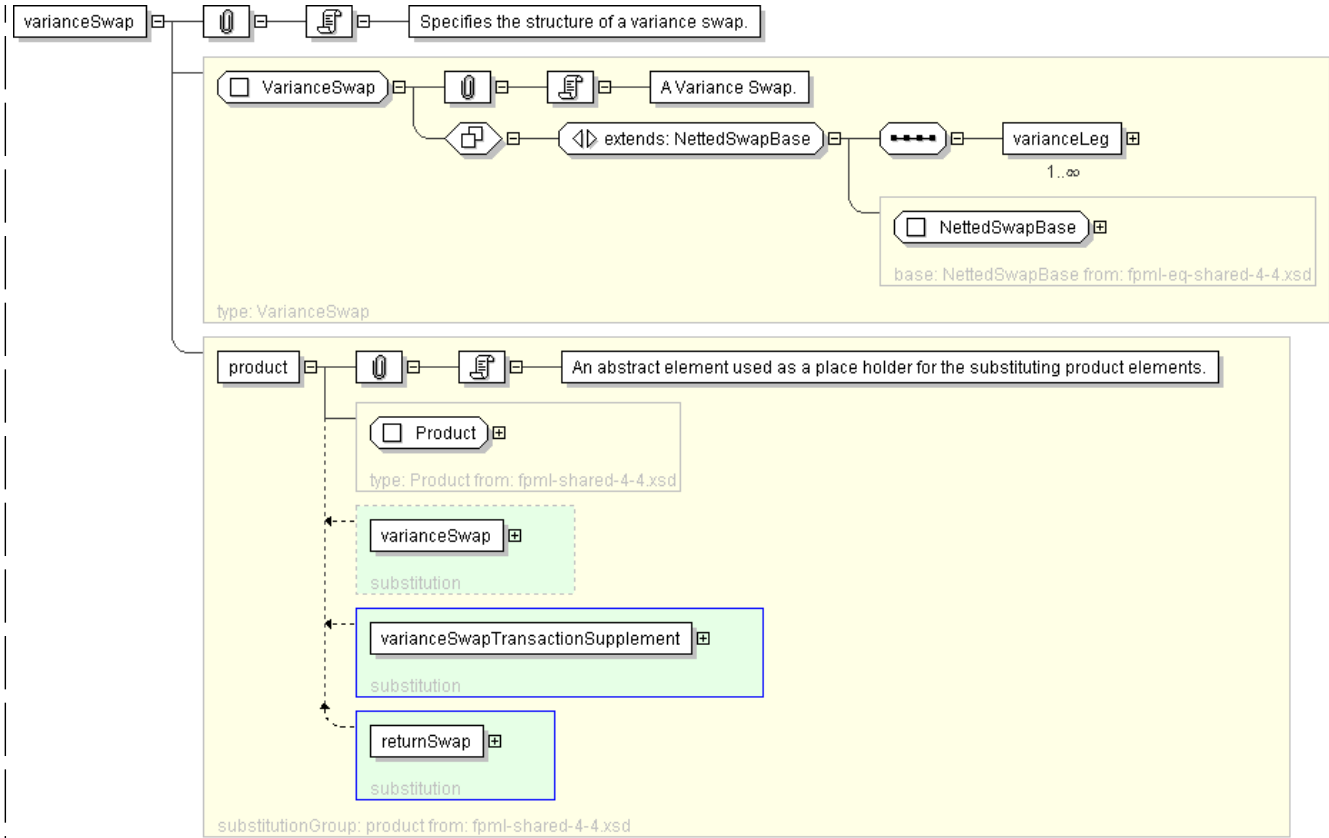 varianceSwap
Specifies the structure of a variance swap.
VarianceSwap
A Variance Swap.
extends: NettedSwapBase
varianceLeg
1..∞
NettedSwapBase
base: NettedSwapBase from: fpml-eq-shared-4-4.xsd
type: VarianceSwap
product
An abstract element used as a place holder for the substituting product elements.
Product
type: Product from: fpml-shared-4-4.xsd
varianceSwap
substitution
varianceSwapTransactionSupplement
substitution
returnSwap
substitution
substitutionGroup: product from: fpml-shared-4-4.xsd